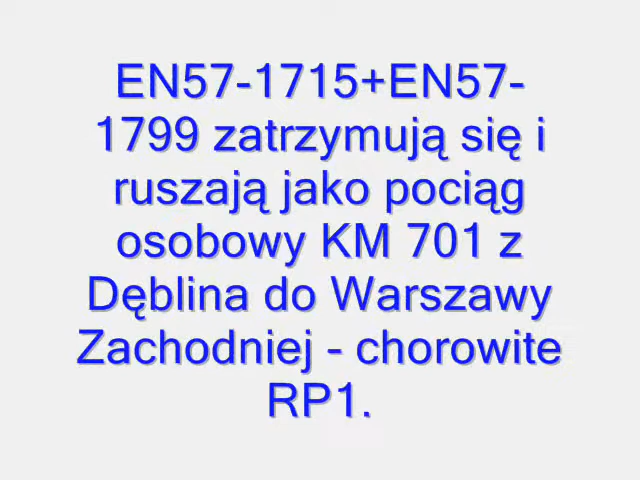 EN57-1715+EN57-
1799 zatrzymują się i
ruszają jako pociąg
osobowy KM 701 z
Dęblina do Warszawy
Zachodniej - chorowite
RP1.